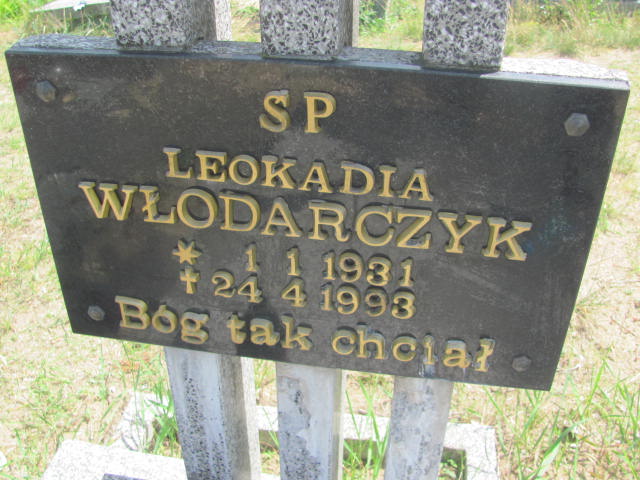 SP
LEOKADIA
WŁODARCZYK
* 1 1 1931
✝ 24 4 1993
Bóg tak chciał